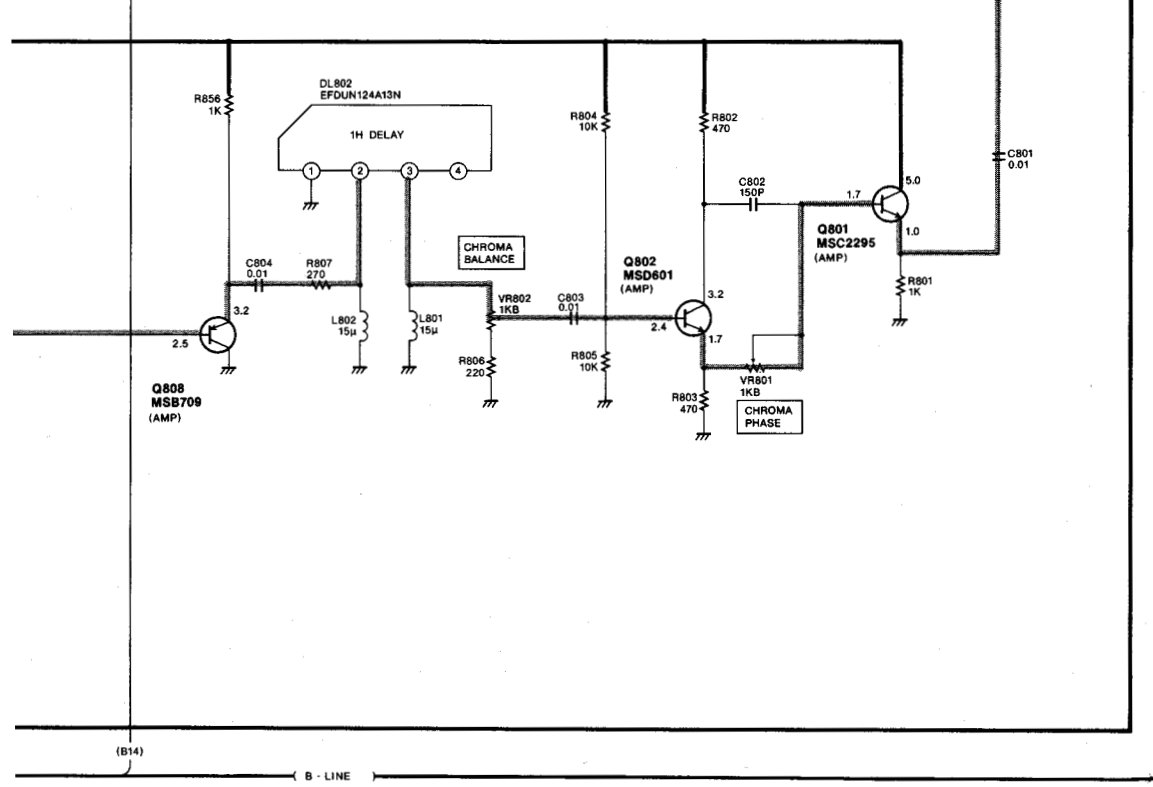 DL802
EFDUN124A13N
R856
1K
1H DELAY
1
2
3
4
R804
10K
R802
470
C801
0.01
C802
150P
1.7
5.0
Q801
MSC2295
(AMP)
1.0
R801
1K
CHROMA
BALANCE
C804
0.01
R807
270
Q802
MSD601
(AMP)
3.2
VR802
1KB
C803
0.01
2.4
1.7
3.2
2.5
L802
15μ
L801
15μ
R806
220
R805
10K
VR801
1KB
R803
470
CHROMA
PHASE
Q808
MSB709
(AMP)
(B14)
B - LINE